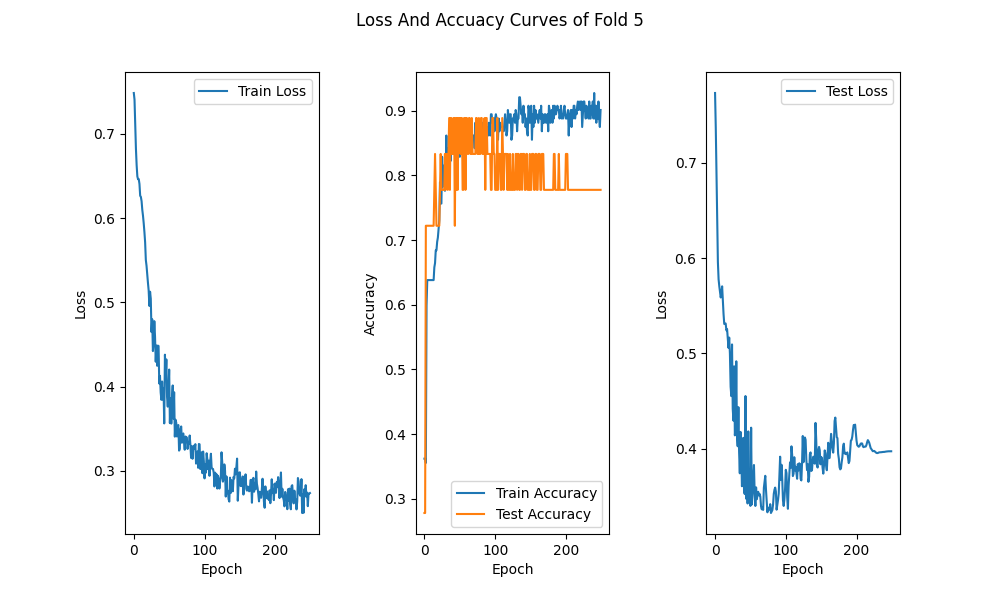 Loss And Accuacy Curves of Fold 5
Train Loss
0.7
0.6
0.5
0.4
0.3
Loss
0
100
200
Epoch
0.9
0.8
0.7
0.6
0.5
0.4
0.3
Accuracy
Train Accuracy
Test Accuracy
0
100
200
Epoch
Test Loss
0.7
0.6
0.5
0.4
Loss
0
100
200
Epoch